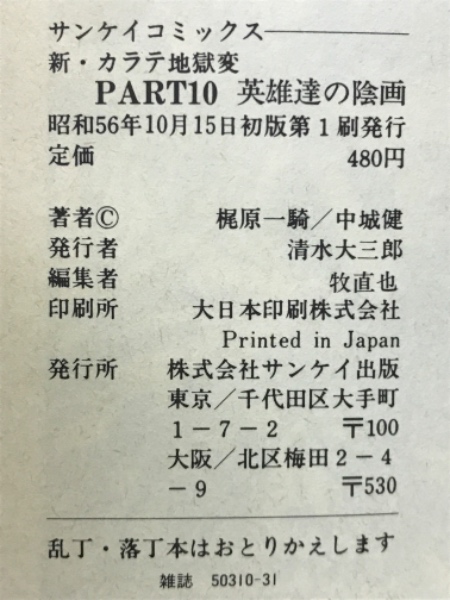 サンケイコミックス
新・カラテ地獄変
PART10 英雄達の陰画
昭和56年10月15日初版第1刷発行
定価 480円
著者© 梶原一騎/中城健
発行者 清水大三郎
編集者 牧直也
印刷所 大日本印刷株式会社
Printed in Japan
発行所 株式会社サンケイ出版
東京/千代田区大手町
1-7-2 〒100
大阪/北区梅田2-4
-9 〒530
乱丁・落丁本はおとりかえします
雑誌 50310-31